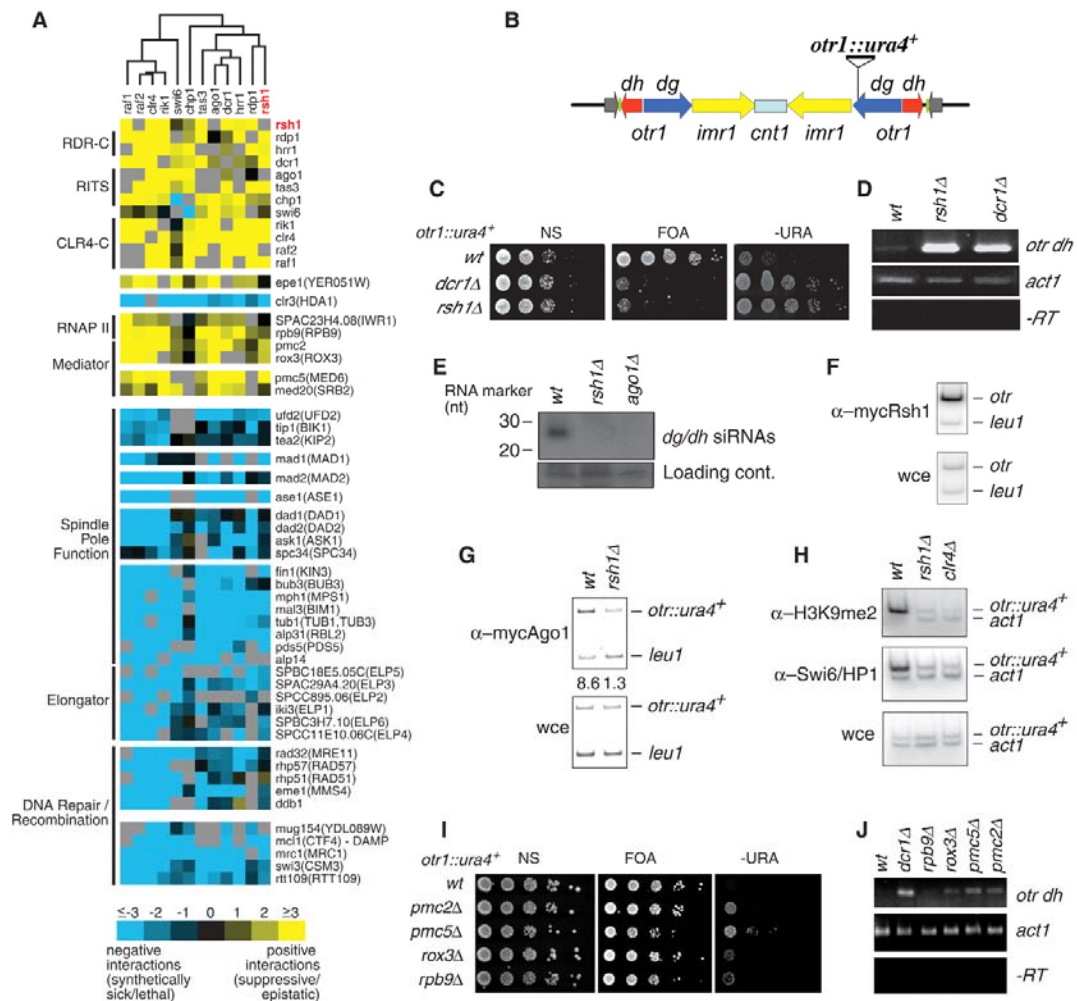 A
raf1 raf2 clr4 rik1 swi6 chp1 tas3 ago1 dcr1 hrr1 rdp1 rsh1
rsh1
RDR-C
rdp1
hrr1
dcr1
RITS
ago1
tas3
chp1
swi6
CLR4-C
rik1
clr4
raf2
raf1
epe1(YER051W)
clr3(HDA1)
RNAP II
SPAC23H4.08(IWR1)
rpb9(RPB9)
Mediator
pmc2
rox3(ROX3)
pmc5(MED6)
med20(SRB2)
ufd2(UFD2)
tip1(BIK1)
tea2(KIP2)
mad1(MAD1)
mad2(MAD2)
ase1(ASE1)
Spindle
Pole
Function
dad1(DAD1)
dad2(DAD2)
ask1(ASK1)
spc34(SPC34)
fin1(KIN3)
bub3(BUB3)
mph1(MPS1)
mal3(BIM1)
tub1(TUB1,TUB3)
alp31(RBL2)
pds5(PDS5)
alp14
Elongator
SPBC18E5.05C(ELP5)
SPAC29A4.20(ELP3)
SPCC895.06(ELP2)
iki3(ELP1)
SPBC3H7.10(ELP6)
SPCC11E10.06C(ELP4)
DNA Repair /
Recombination
rad32(MRE11)
rhp57(RAD57)
rhp51(RAD51)
eme1(MMS4)
ddb1
mug154(YDL089W)
mcl1(CTF4) - DAMP
mrc1(MRC1)
swi3(CSM3)
rtt109(RTT109)
≤-3 -2 -1 0 1 2 ≥3
negative
interactions
(synthetically
sick/lethal)
positive
interactions
(suppressive/
epistatic)
B
otr1::ura4+
dh dg dg dh
otr1 imr1 cnt1 imr1 otr1
C
otr1::ura4+ NS FOA -URA
wt
dcr1Δ
rsh1Δ
D
wt rsh1Δ dcr1Δ
otr dh
act1
-RT
E
RNA marker
(nt)
wt rsh1Δ ago1Δ
30
20
dg/dh siRNAs
Loading cont.
F
α-mycRsh1
otr
leu1
wce
otr
leu1
G
wt rsh1Δ
α-mycAgo1
otr::ura4+
leu1
8.6 1.3
wce
otr::ura4+
leu1
H
wt rsh1Δ clr4Δ
α-H3K9me2
otr::ura4+
act1
α-Swi6/HP1
otr::ura4+
act1
wce
otr::ura4+
act1
I
otr1::ura4+ NS FOA -URA
wt
pmc2Δ
pmc5Δ
rox3Δ
rpb9Δ
J
wt dcr1Δ rpb9Δ rox3Δ pmc5Δ pmc2Δ
otr dh
act1
-RT